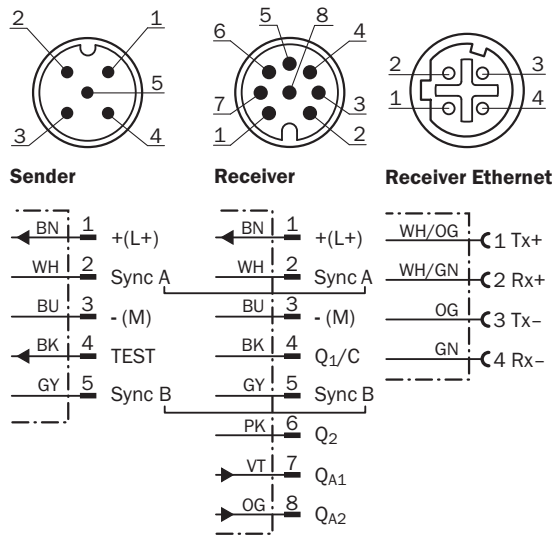 2 1 5 3 4
5 8 6 4 7 3 1 2
2 3 1 4
Sender
BN 1 +(L+)
WH 2 Sync A
BU 3 - (M)
BK 4 TEST
GY 5 Sync B
Receiver
BN 1 +(L+)
WH 2 Sync A
BU 3 - (M)
BK 4 Q1/C
GY 5 Sync B
PK 6 Q2
VT 7 QA1
OG 8 QA2
Receiver Ethernet
WH/OG 1 Tx+
WH/GN 2 Rx+
OG 3 Tx–
GN 4 Rx–